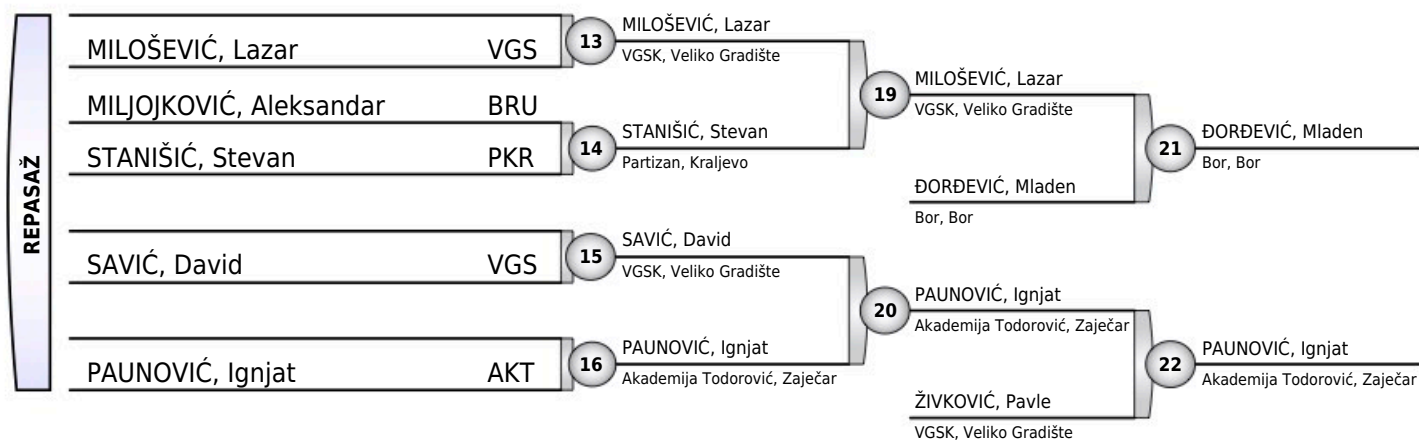 REPASAŽ
MILOŠEVIĆ, Lazar VGS
MILJOJKOVIĆ, Aleksandar BRU
STANIŠIĆ, Stevan PKR
SAVIĆ, David VGS
PAUNOVIĆ, Ignjat AKT
13
MILOŠEVIĆ, Lazar
VGSK, Veliko Gradište
14
STANIŠIĆ, Stevan
Partizan, Kraljevo
15
SAVIĆ, David
VGSK, Veliko Gradište
16
PAUNOVIĆ, Ignjat
Akademija Todorović, Zaječar
19
MILOŠEVIĆ, Lazar
VGSK, Veliko Gradište
ĐORĐEVIĆ, Mladen
Bor, Bor
20
PAUNOVIĆ, Ignjat
Akademija Todorović, Zaječar
ŽIVKOVIĆ, Pavle
VGSK, Veliko Gradište
21
ĐORĐEVIĆ, Mladen
Bor, Bor
22
PAUNOVIĆ, Ignjat
Akademija Todorović, Zaječar